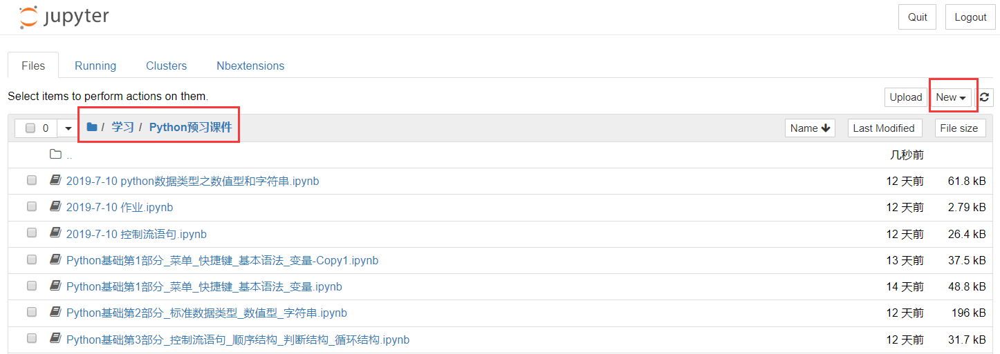 jupyter Quit Logout
Files Running Clusters Nbextensions
Select items to perform actions on them. Upload New
0 / 学习 / Python预习课件 Name Last Modified File size
.. 几秒前
2019-7-10 python数据类型之数值型和字符串.ipynb 12 天前 61.8 kB
2019-7-10 作业.ipynb 12 天前 2.79 kB
2019-7-10 控制流语句.ipynb 12 天前 26.4 kB
Python基础第1部分_菜单_快捷键_基本语法_变量-Copy1.ipynb 13 天前 37.5 kB
Python基础第1部分_菜单_快捷键_基本语法_变量.ipynb 14 天前 48.8 kB
Python基础第2部分_标准数据类型_数值型_字符串.ipynb 12 天前 196 kB
Python基础第3部分_控制流语句_顺序结构_判断结构_循环结构.ipynb 12 天前 31.7 kB